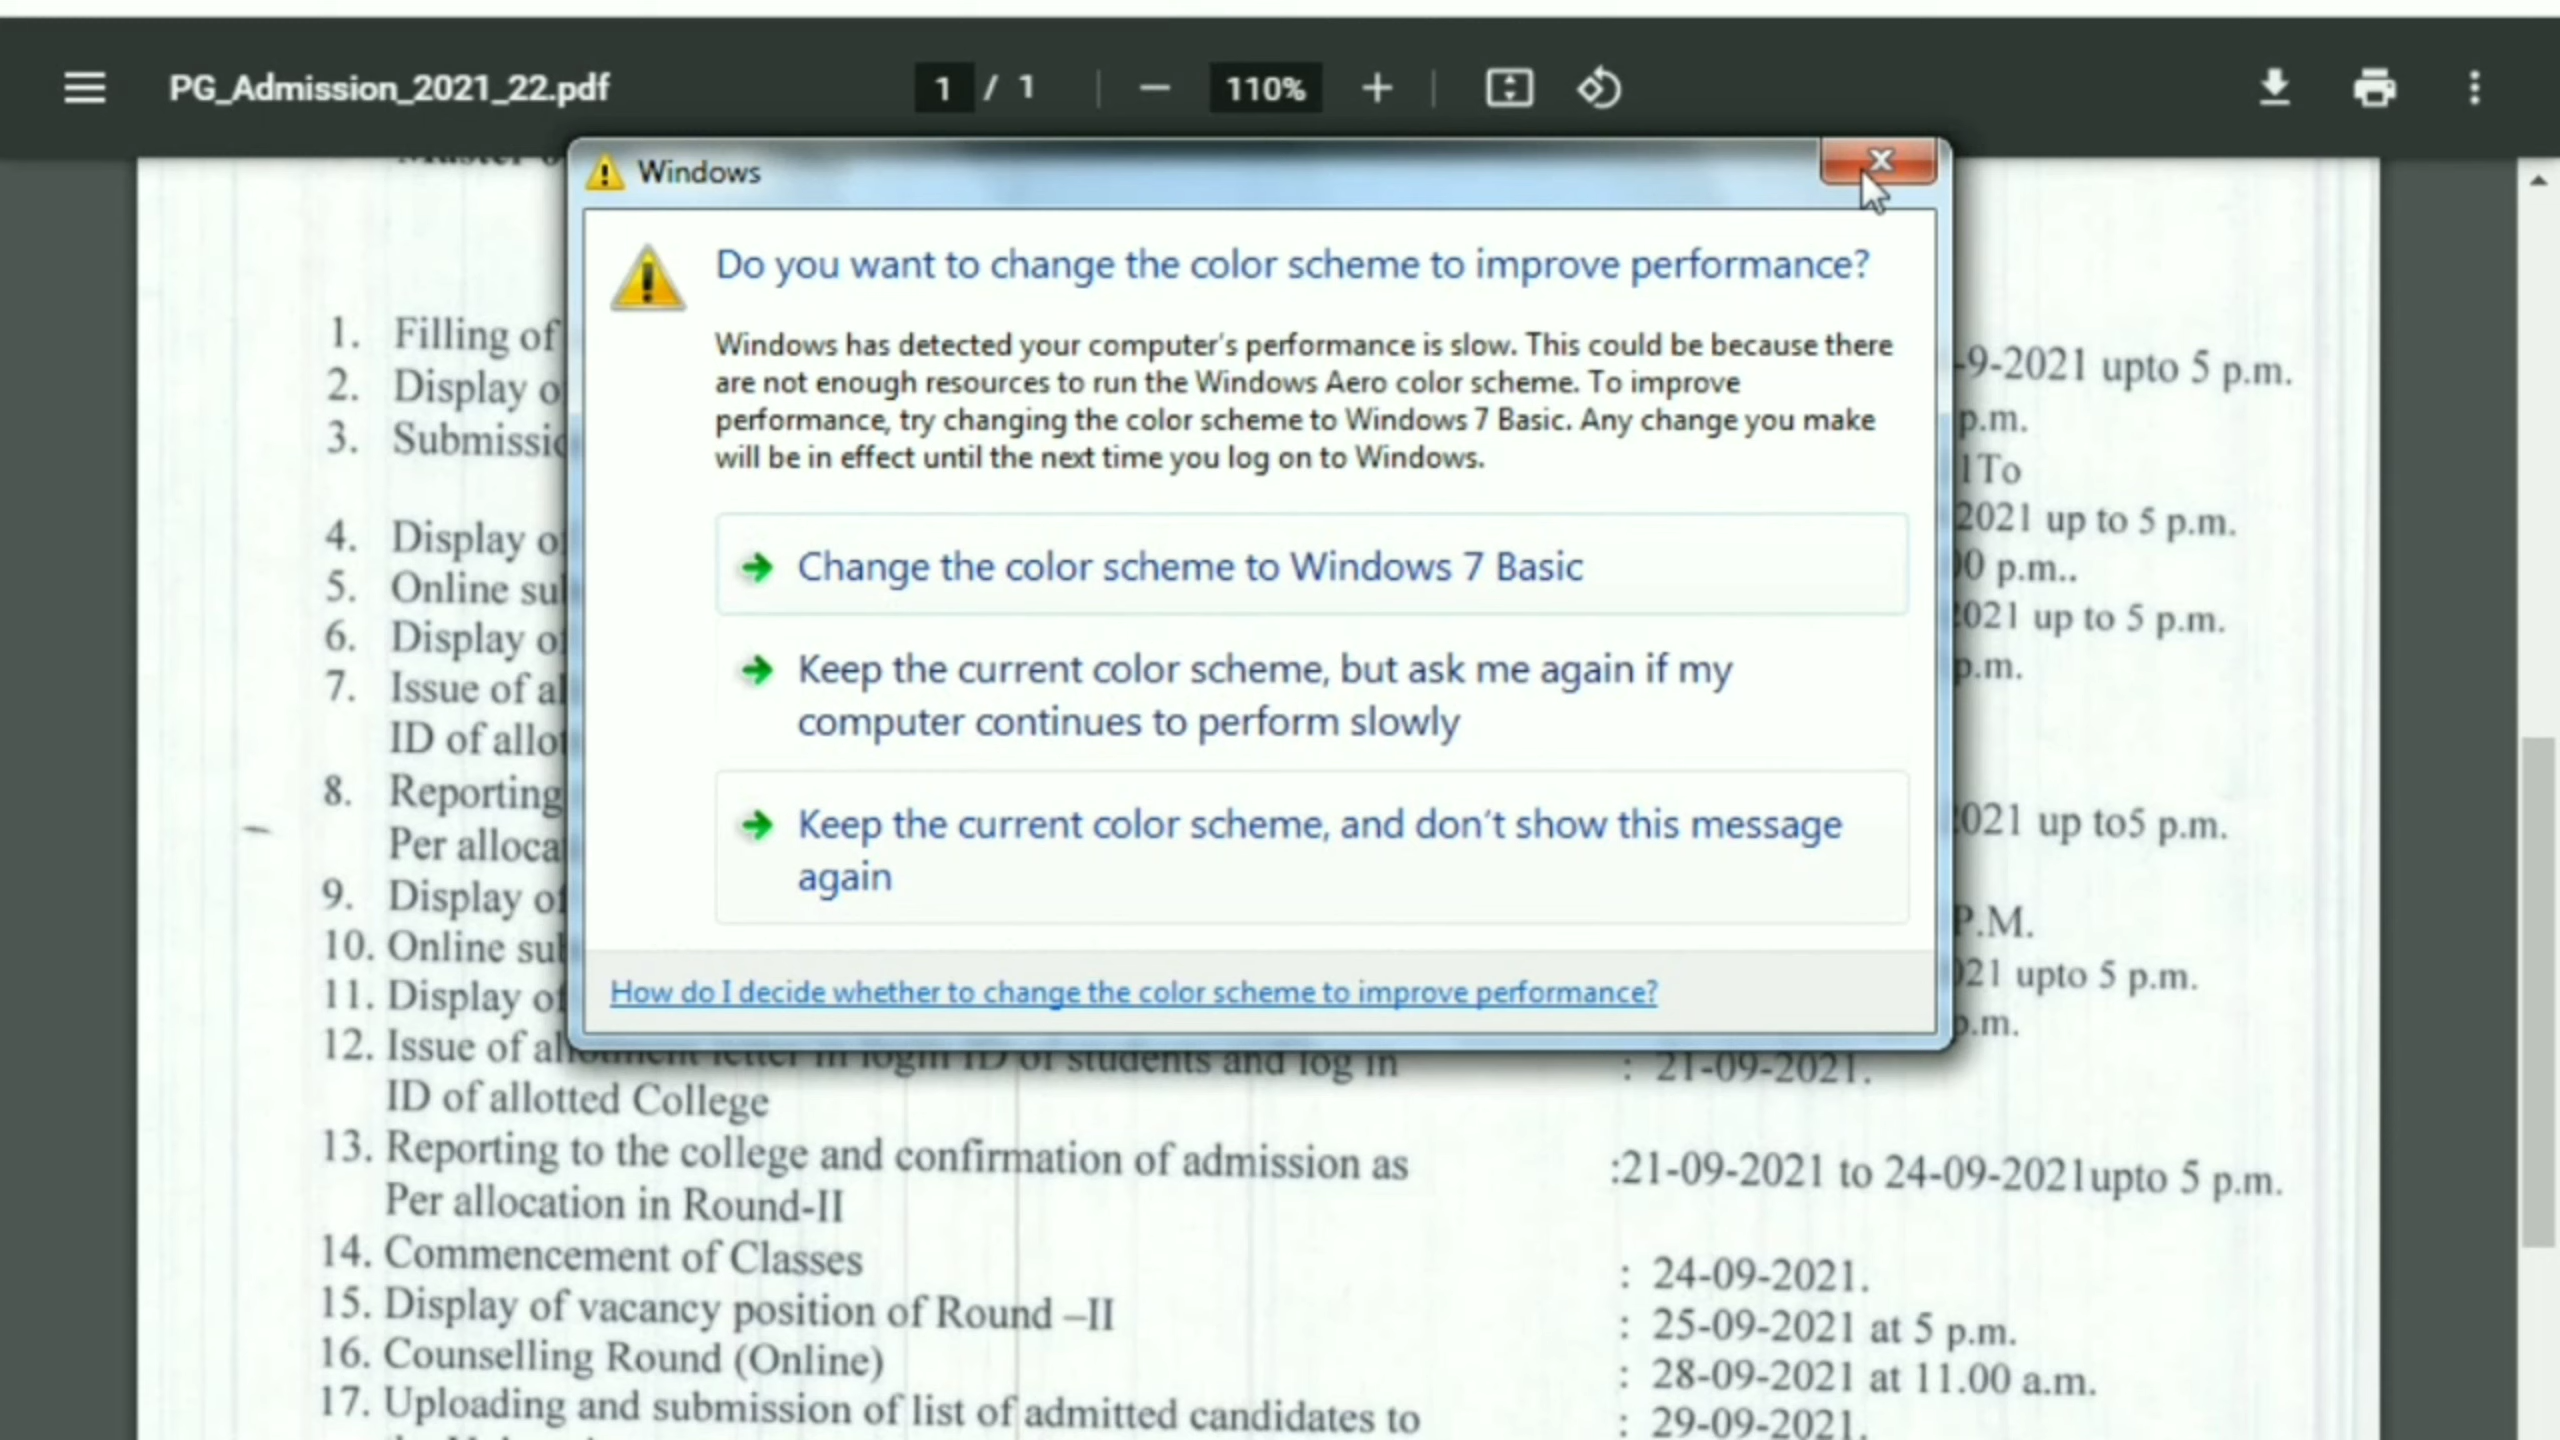 PG_Admission_2021_22.pdf
1 / 1
110%
Windows
Do you want to change the color scheme to improve performance?
Windows has detected your computer's performance is slow. This could be because there
are not enough resources to run the Windows Aero color scheme. To improve
performance, try changing the color scheme to Windows 7 Basic. Any change you make
will be in effect until the next time you log on to Windows.
Change the color scheme to Windows 7 Basic
Keep the current color scheme, but ask me again if my
computer continues to perform slowly
Keep the current color scheme, and don't show this message
again
How do I decide whether to change the color scheme to improve performance?
1. Filling of
-9-2021 upto 5 p.m.
2. Display
p.m.
3.
To
2021 up to 5 p.m.
4. Display
p.m..
5. Online
up to 5 p.m.
6. Display
p.m.
7. Issue of
ID of
8. Reporting
up to5 p.m.
Per
9. Display
P.M.
10. Online
upto 5 p.m.
11. Display
p.m.
12. Issue of allotment letter in login ID of students and log in : 21-09-2021.
ID of allotted College
13. Reporting to the college and confirmation of admission as :21-09-2021 to 24-09-2021upto 5 p.m.
Per allocation in Round-II
14. Commencement of Classes : 24-09-2021.
15. Display of vacancy position of Round –II : 25-09-2021 at 5 p.m.
16. Counselling Round (Online) : 28-09-2021 at 11.00 a.m.
17. Uploading and submission of list of admitted candidates to : 29-09-2021.